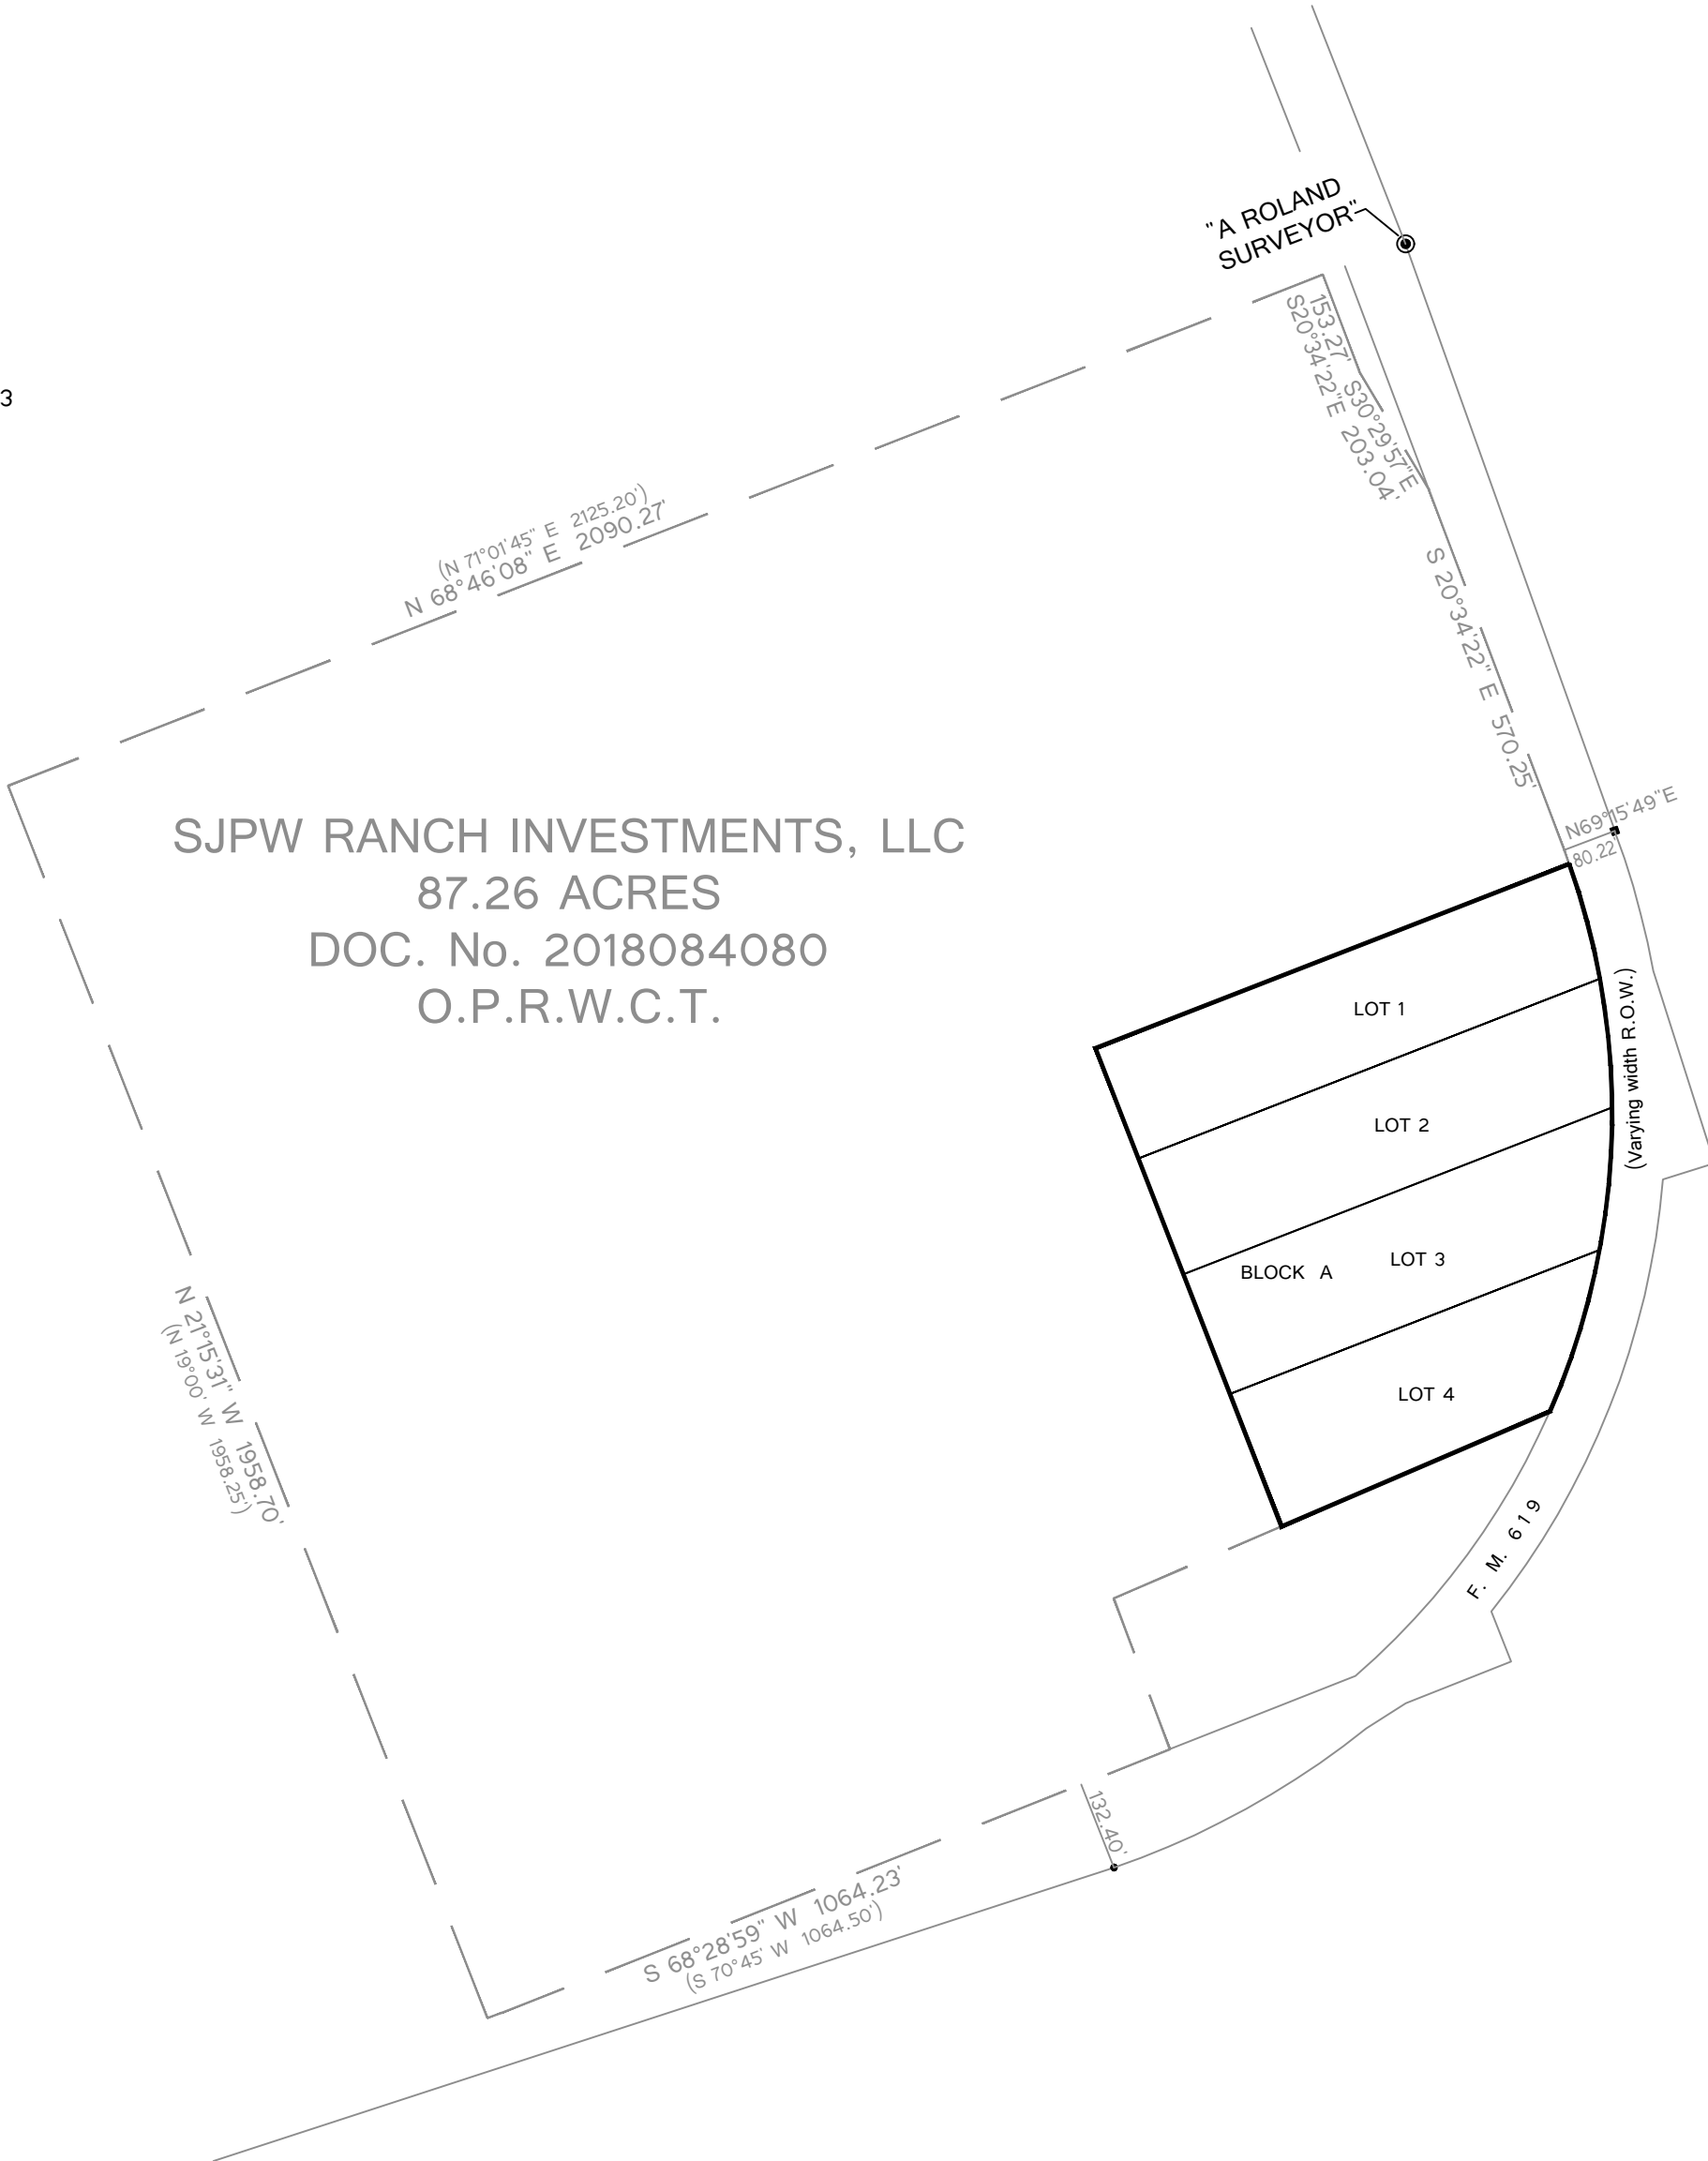 "A ROLAND
SURVEYOR"
153.27' S30°29'57"E
S20°34'22"E 203.04'
3
(N 71°01'45" E 2125.20')
N 68°46'08" E 2090.27'
S 20°34'22" E 570.25'
N69°15'49"E
80.22'
SJPW RANCH INVESTMENTS, LLC
87.26 ACRES
DOC. No. 2018084080
O.P.R.W.C.T.
LOT 1
(Varying width R.O.W.)
LOT 2
LOT 3
BLOCK A
LOT 4
N 21°15'31" W 1958.70'
(N 19°00' W 1958.25')
F. M. 619
132.40'
S 68°28'59" W 1064.23'
(S 70°45' W 1064.50')